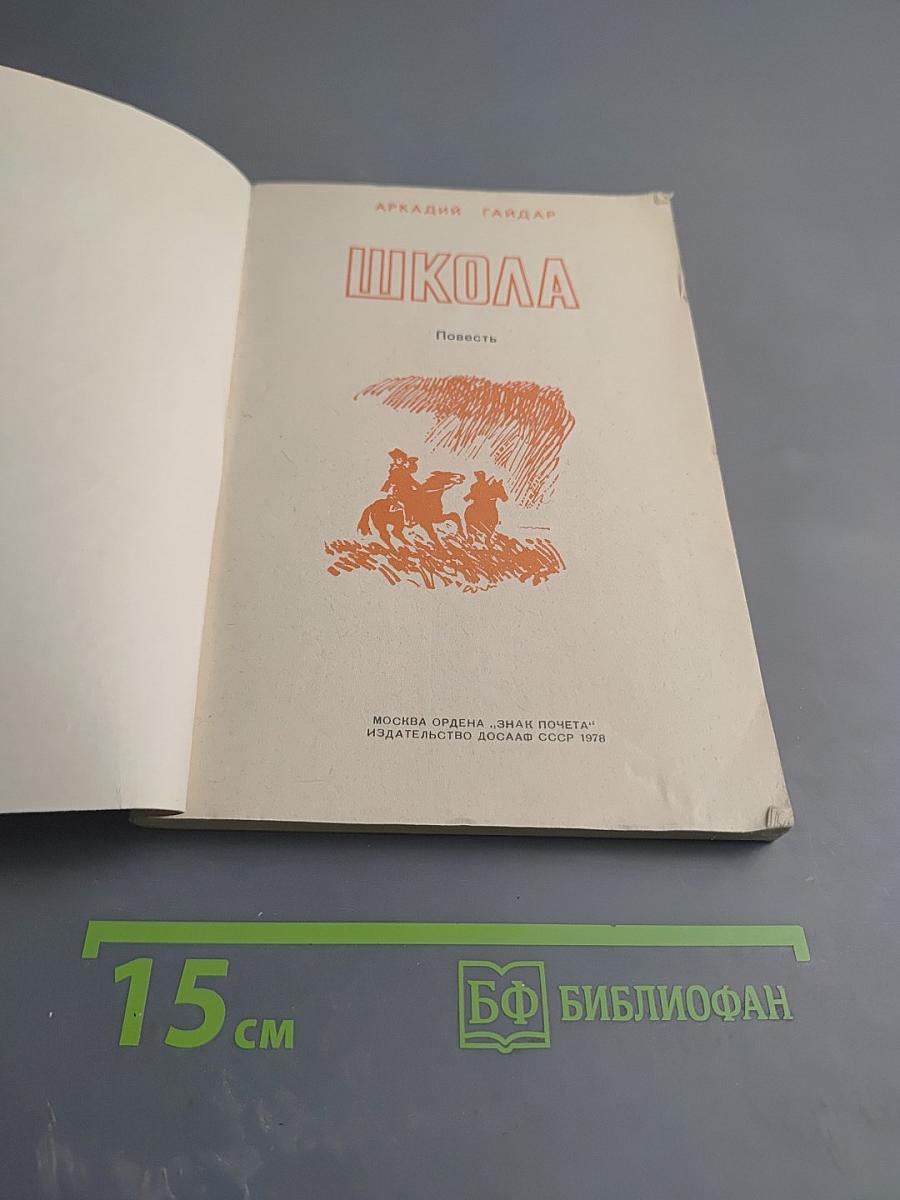 АРКАДИЙ ГАЙДАР
ШКОЛА
Повесть
МОСКВА ОРДЕНА „ЗНАК ПОЧЕТА“
ИЗДАТЕЛЬСТВО ДОСААФ СССР 1978
15 см
БФ БИБЛИОФАН